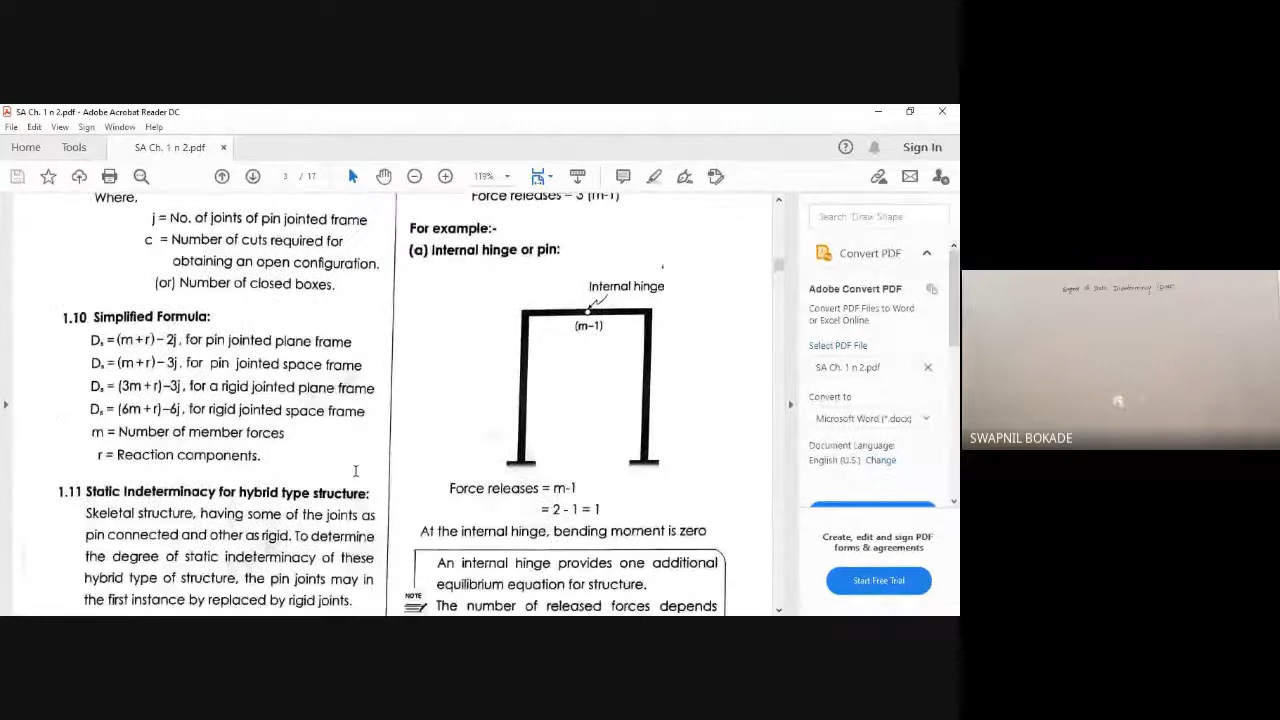 SA Ch. 1 n 2.pdf - Adobe Acrobat Reader DC
File Edit View Sign Window Help
Home Tools SA Ch. 1 n 2.pdf × Sign In
3 / 17 119%
Where,
j = No. of joints of pin jointed frame
c = Number of cuts required for
obtaining an open configuration.
(or) Number of closed boxes.
1.10 Simplified Formula:
Dₛ = (m + r) – 2j, for pin jointed plane frame
Dₛ = (m + r) – 3j, for pin jointed space frame
Dₛ = (3m + r) –3j, for a rigid jointed plane frame
Dₛ = (6m + r) –6j, for rigid jointed space frame
m = Number of member forces
r = Reaction components.
1.11 Static Indeterminacy for hybrid type structure:
Skeletal structure, having some of the joints as
pin connected and other as rigid. To determine
the degree of static indeterminacy of these
hybrid type of structure, the pin joints may in
the first instance by replaced by rigid joints.
Force releases = 3 (m-1)
For example:-
(a) Internal hinge or pin:
Internal hinge
(m–1)
Force releases = m-1
= 2 - 1 = 1
At the internal hinge, bending moment is zero
An internal hinge provides one additional
equilibrium equation for structure.
NOTE
The number of released forces depends
Search 'Draw Shape'
Convert PDF
Adobe Convert PDF
Convert PDF Files to Word
or Excel Online
Select PDF File
SA Ch. 1 n 2.pdf
Convert to
Microsoft Word (*.docx)
Document Language:
English (U.S.) Change
Create, edit and sign PDF
forms & agreements
Start Free Trial
Degree of Static Indeterminacy
SWAPNIL BOKADE